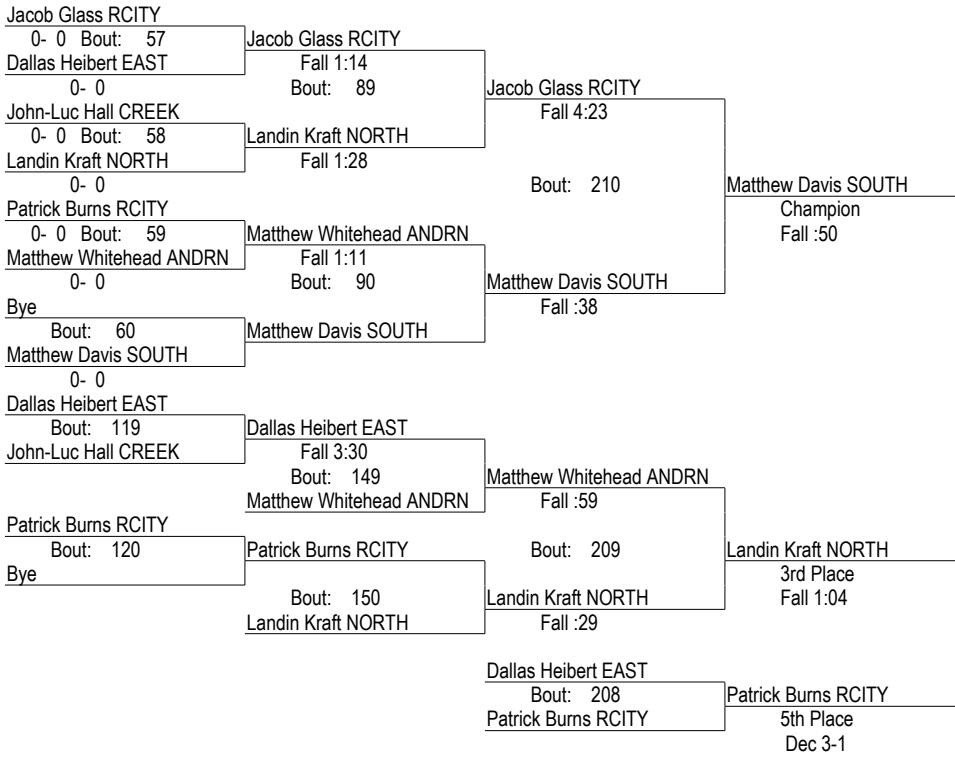 Jacob Glass RCITY
0- 0 Bout: 57
Jacob Glass RCITY
Dallas Heibert EAST
Fall 1:14
0- 0
Bout: 89
Jacob Glass RCITY
John-Luc Hall CREEK
Fall 4:23
0- 0 Bout: 58
Landin Kraft NORTH
Landin Kraft NORTH
Fall 1:28
0- 0
Bout: 210
Matthew Davis SOUTH
Patrick Burns RCITY
Champion
0- 0 Bout: 59
Matthew Whitehead ANDRN
Fall :50
Matthew Whitehead ANDRN
Fall 1:11
0- 0
Bout: 90
Matthew Davis SOUTH
Bye
Fall :38
Bout: 60
Matthew Davis SOUTH
Matthew Davis SOUTH
0- 0
Dallas Heibert EAST
Bout: 119
Dallas Heibert EAST
John-Luc Hall CREEK
Fall 3:30
Bout: 149
Matthew Whitehead ANDRN
Matthew Whitehead ANDRN
Fall :59
Patrick Burns RCITY
Bout: 120
Patrick Burns RCITY
Bout: 209
Landin Kraft NORTH
Bye
3rd Place
Bout: 150
Landin Kraft NORTH
Fall 1:04
Landin Kraft NORTH
Fall :29
Dallas Heibert EAST
Bout: 208
Patrick Burns RCITY
Patrick Burns RCITY
5th Place
Dec 3-1